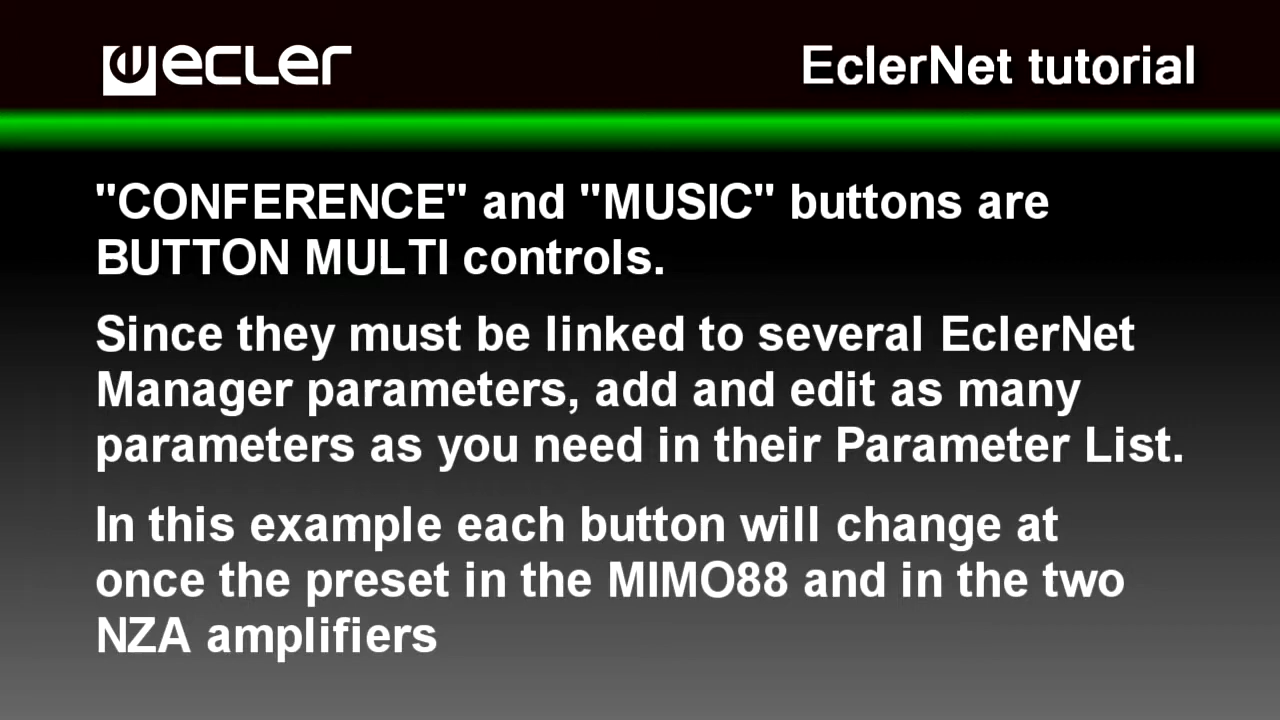 ecler
EclerNet tutorial
"CONFERENCE" and "MUSIC" buttons are
BUTTON MULTI controls.
Since they must be linked to several EclerNet
Manager parameters, add and edit as many
parameters as you need in their Parameter List.
In this example each button will change at
once the preset in the MIMO88 and in the two
NZA amplifiers